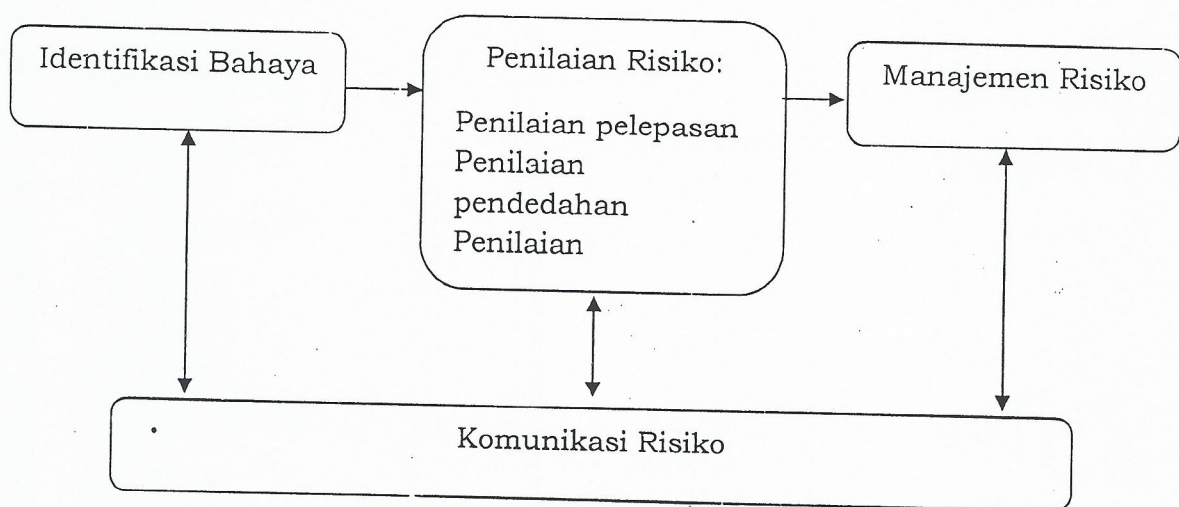 Identifikasi Bahaya
Penilaian Risiko:
Penilaian pelepasan
Penilaian
pendedahan
Penilaian
Manajemen Risiko
Komunikasi Risiko